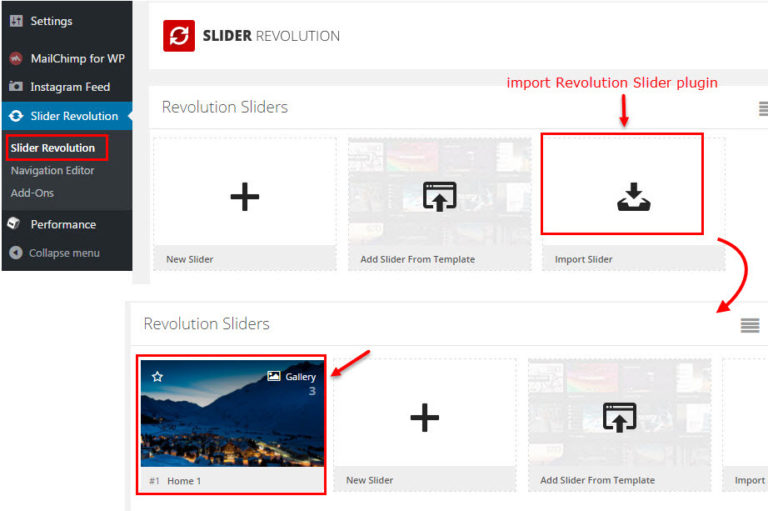 Settings
MailChimp for WP
Instagram Feed
Slider Revolution
Slider Revolution
Navigation Editor
Add-Ons
Performance
Collapse menu
SLIDER REVOLUTION
import Revolution Slider plugin
Revolution Sliders
New Slider
Add Slider From Template
Import Slider
Revolution Sliders
Gallery
3
#1 Home 1
New Slider
Add Slider From Template
Import